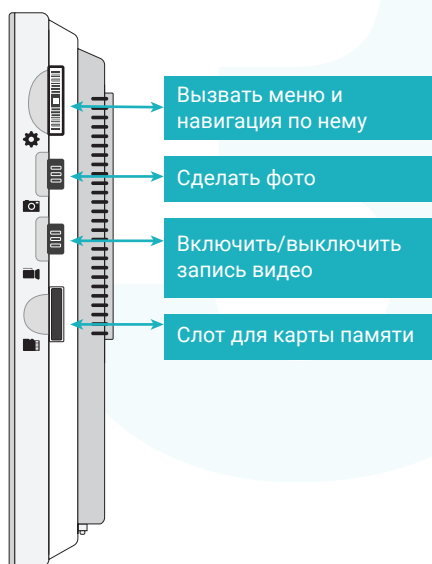 Вызвать меню и
навигация по нему
Сделать фото
Включить/выключить
запись видео
Слот для карты памяти